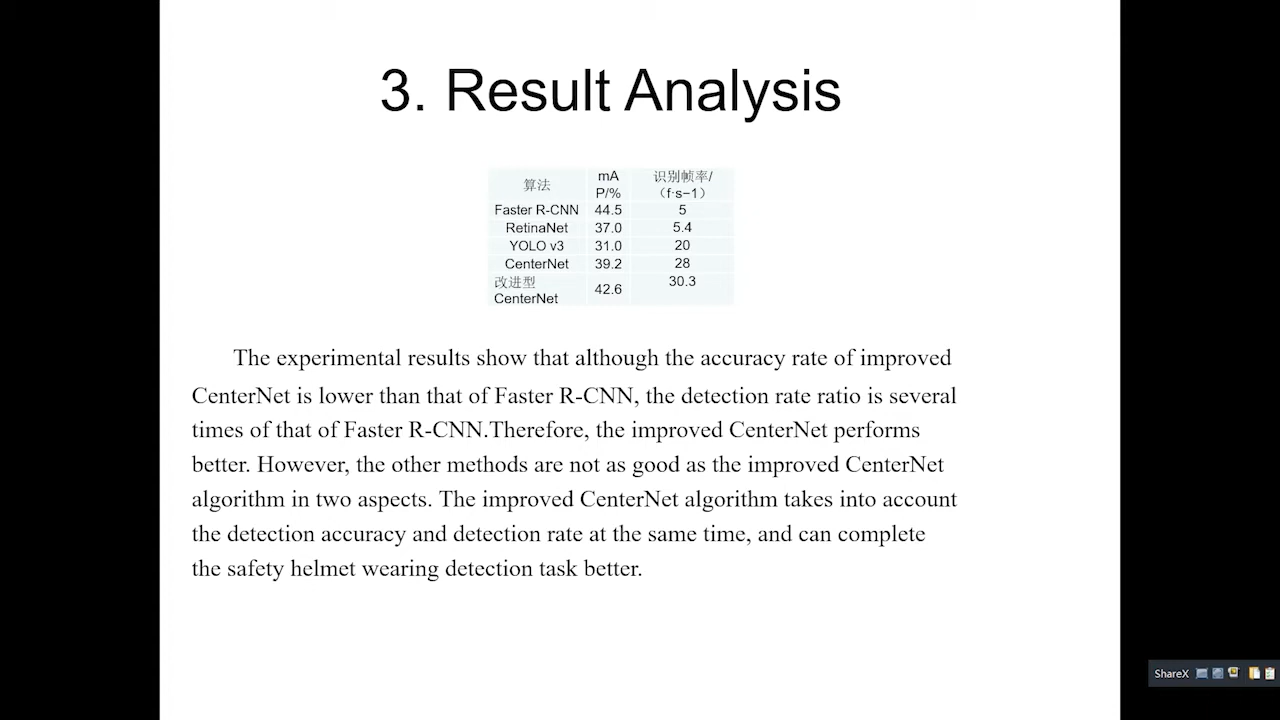 3. Result Analysis
算法 mA P/% 识别帧率/（f·s−1）
Faster R-CNN 44.5 5
RetinaNet 37.0 5.4
YOLO v3 31.0 20
CenterNet 39.2 28
改进型 CenterNet 42.6 30.3
The experimental results show that although the accuracy rate of improved
CenterNet is lower than that of Faster R-CNN, the detection rate ratio is several
times of that of Faster R-CNN.Therefore, the improved CenterNet performs
better. However, the other methods are not as good as the improved CenterNet
algorithm in two aspects. The improved CenterNet algorithm takes into account
the detection accuracy and detection rate at the same time, and can complete
the safety helmet wearing detection task better.
ShareX